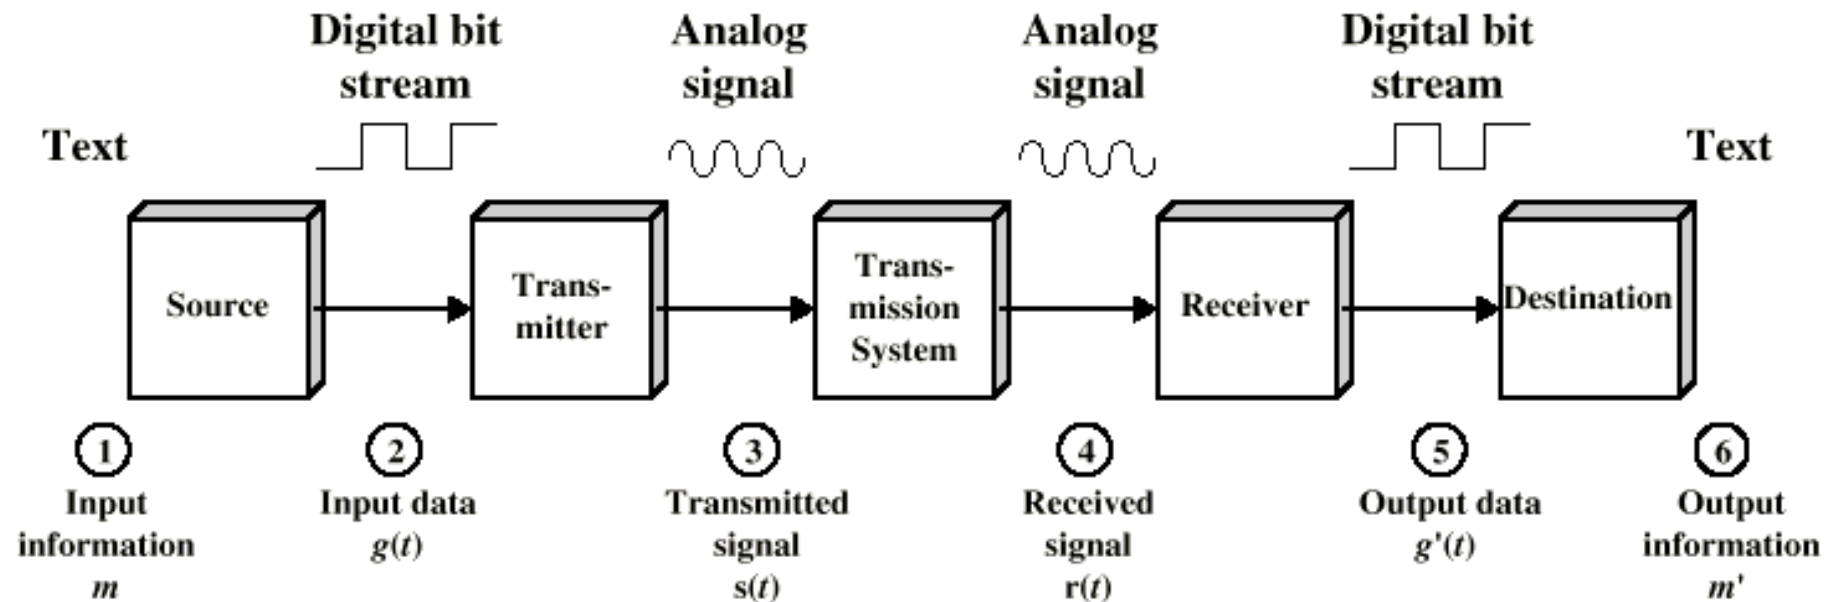 Digital bit
stream
Analog
signal
Analog
signal
Digital bit
stream
Text
Text
Source
Trans-
mitter
Trans-
mission
System
Receiver
Destination
1
Input
information
m
2
Input data
g(t)
3
Transmitted
signal
s(t)
4
Received
signal
r(t)
5
Output data
g'(t)
6
Output
information
m'